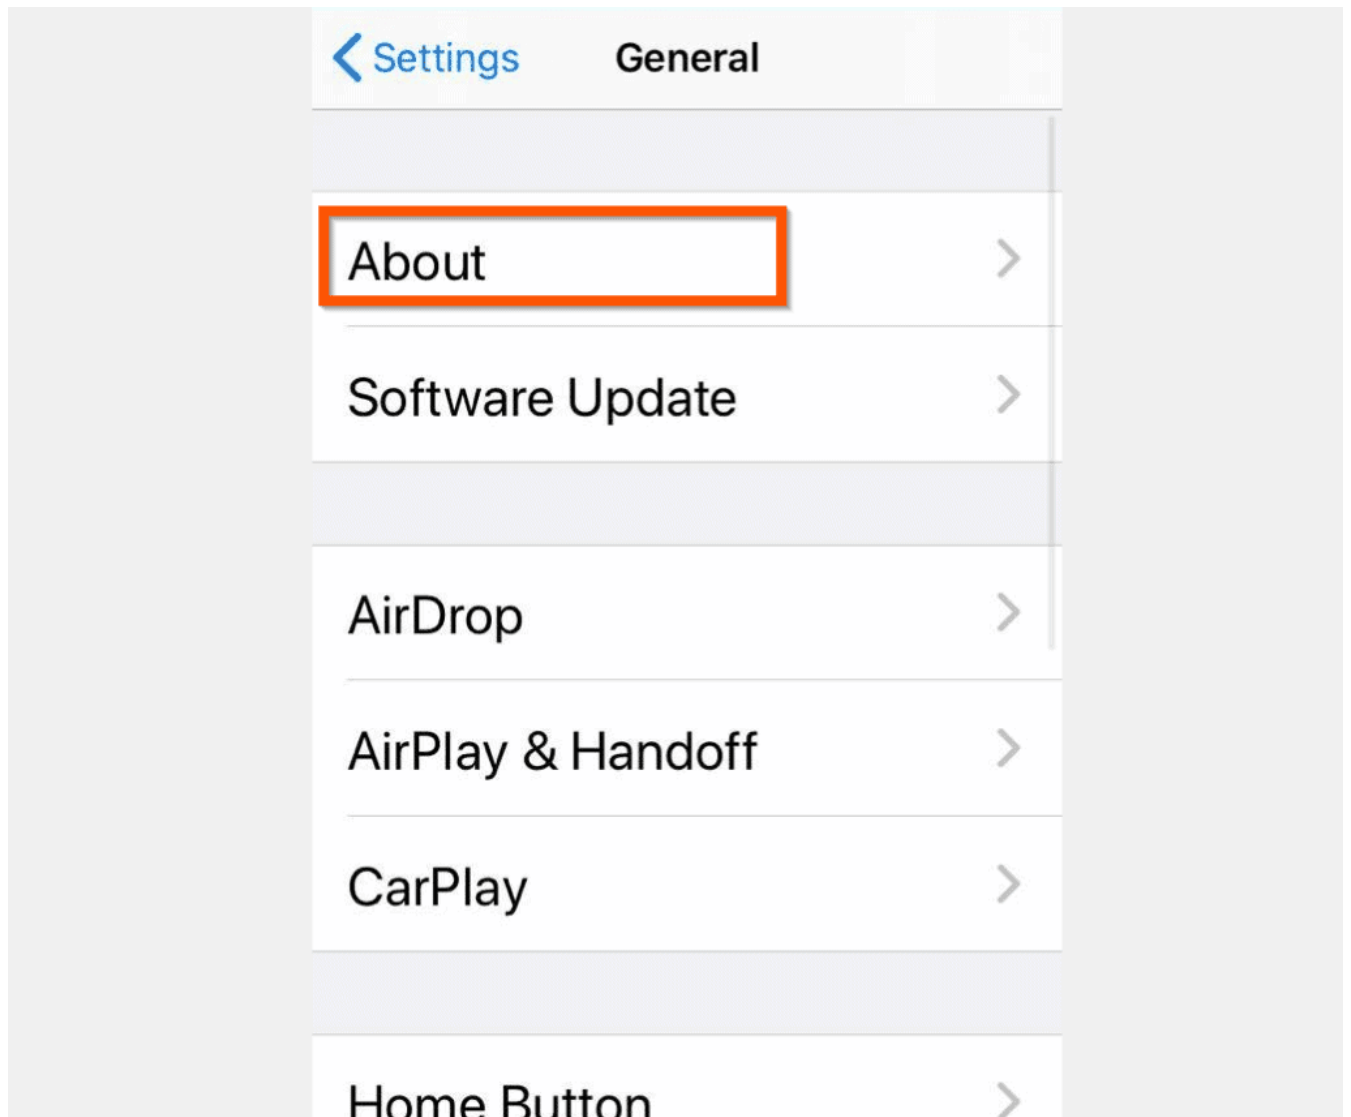 Settings
General
About
Software Update
AirDrop
AirPlay & Handoff
CarPlay
Home Button